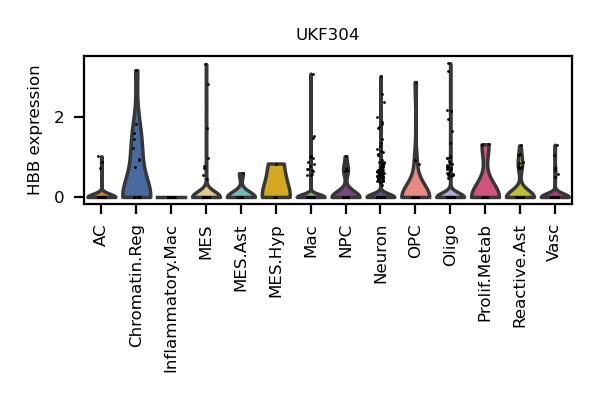 UKF304
HBB expression
2
0
AC
Chromatin.Reg
Inflammatory.Mac
MES
MES.Ast
MES.Hyp
Mac
NPC
Neuron
OPC
Oligo
Prolif.Metab
Reactive.Ast
Vasc